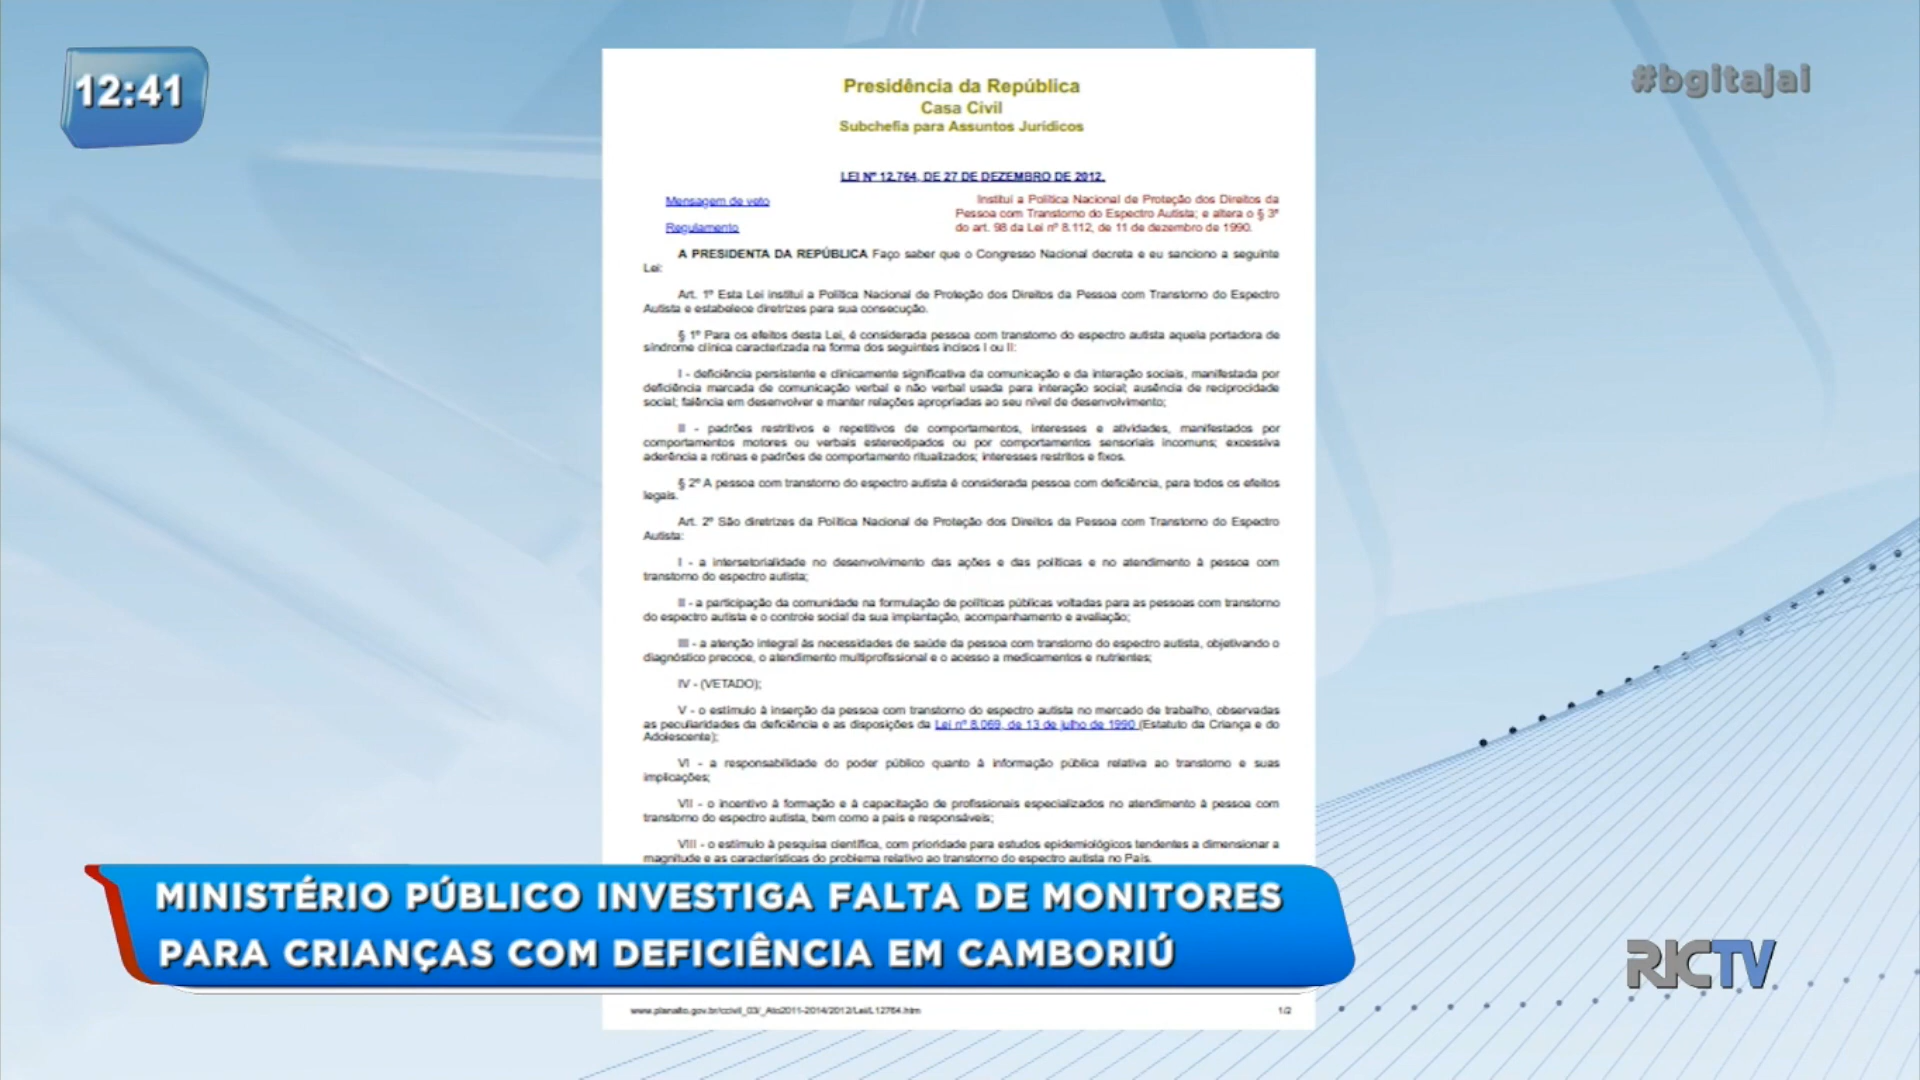 12:41
#bgitajai
Presidência da República
Casa Civil
Subchefia para Assuntos Jurídicos
LEI Nº 12.764, DE 27 DE DEZEMBRO DE 2012.
Mensagem de veto
Regulamento
Institui a Política Nacional de Proteção dos Direitos da
Pessoa com Transtorno do Espectro Autista; e altera o § 3º
do art. 98 da Lei nº 8.112, de 11 de dezembro de 1990.
A PRESIDENTA DA REPÚBLICA Faço saber que o Congresso Nacional decreta e eu sanciono a seguinte
Lei:
Art. 1º Esta Lei institui a Política Nacional de Proteção dos Direitos da Pessoa com Transtorno do Espectro
Autista e estabelece diretrizes para sua consecução.
§ 1º Para os efeitos desta Lei, é considerada pessoa com transtorno do espectro autista aquela portadora de
síndrome clínica caracterizada na forma dos seguintes incisos I ou II:
I - deficiência persistente e clinicamente significativa da comunicação e da interação sociais, manifestada por
deficiência marcada de comunicação verbal e não verbal usada para interação social; ausência de reciprocidade
social; falência em desenvolver e manter relações apropriadas ao seu nível de desenvolvimento;
II - padrões restritivos e repetitivos de comportamentos, interesses e atividades, manifestados por
comportamentos motores ou verbais estereotipados ou por comportamentos sensoriais incomuns; excessiva
aderência a rotinas e padrões de comportamento ritualizados; interesses restritos e fixos.
§ 2º A pessoa com transtorno do espectro autista é considerada pessoa com deficiência, para todos os efeitos
legais.
Art. 2º São diretrizes da Política Nacional de Proteção dos Direitos da Pessoa com Transtorno do Espectro
Autista:
I - a intersetorialidade no desenvolvimento das ações e das políticas e no atendimento à pessoa com
transtorno do espectro autista;
II - a participação da comunidade na formulação de políticas públicas voltadas para as pessoas com transtorno
do espectro autista e o controle social da sua implantação, acompanhamento e avaliação;
III - a atenção integral às necessidades de saúde da pessoa com transtorno do espectro autista, objetivando o
diagnóstico precoce, o atendimento multiprofissional e o acesso a medicamentos e nutrientes;
IV - (VETADO);
V - o estímulo à inserção da pessoa com transtorno do espectro autista no mercado de trabalho, observadas
as peculiaridades da deficiência e as disposições da Lei nº 8.069, de 13 de julho de 1990 (Estatuto da Criança e do
Adolescente);
VI - a responsabilidade do poder público quanto à informação pública relativa ao transtorno e suas
implicações;
VII - o incentivo à formação e à capacitação de profissionais especializados no atendimento à pessoa com
transtorno do espectro autista, bem como a pais e responsáveis;
VIII - o estímulo à pesquisa científica, com prioridade para estudos epidemiológicos tendentes a dimensionar a
magnitude e as características do problema relativo ao transtorno do espectro autista no País.
MINISTÉRIO PÚBLICO INVESTIGA FALTA DE MONITORES
PARA CRIANÇAS COM DEFICIÊNCIA EM CAMBORIÚ
RICTV
www.planalto.gov.br/ccivil_03/_Ato2011-2014/2012/Lei/L12764.htm
1/2